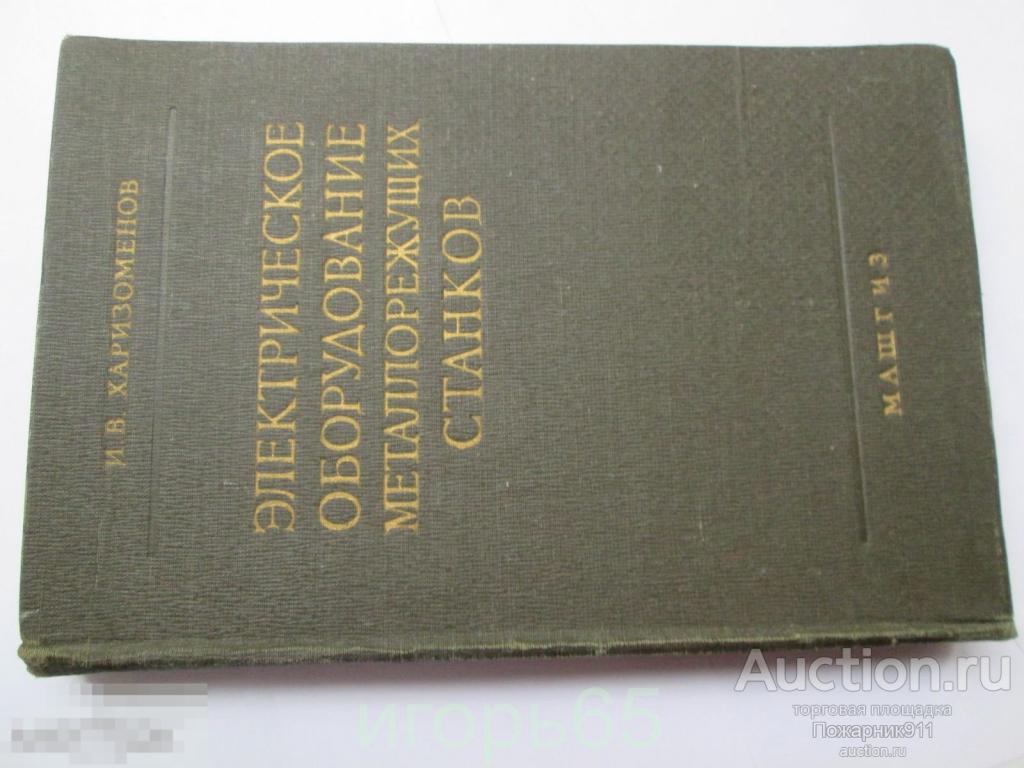 И. В. ХАРИЗОМЕНОВ
ЭЛЕКТРИЧЕСКОЕ
ОБОРУДОВАНИЕ
МЕТАЛЛОРЕЖУЩИХ
СТАНКОВ
МАШГИЗ
игорь65
Auction.ru
торговая площадка
Пожарник911
auction.ru